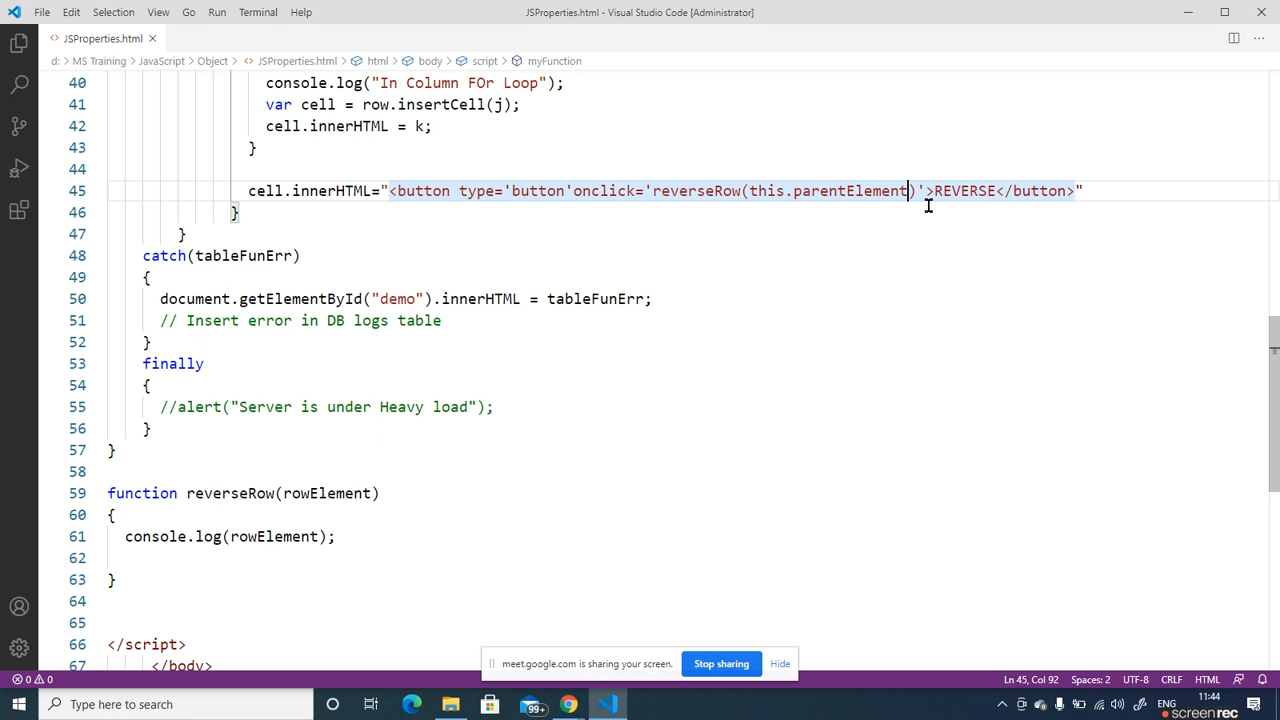 File Edit Selection View Go Run Terminal Help JSProperties.html - Visual Studio Code [Administrator]
<> JSProperties.html ×
d: > MS Training > JavaScript > Object > <> JSProperties.html > html > body > script > myFunction
40 console.log("In Column FOr Loop");
41 var cell = row.insertCell(j);
42 cell.innerHTML = k;
43 }
44
45 cell.innerHTML="<button type='button'onclick='reverseRow(this.parentElement)'>REVERSE</button>"
46 }
47 }
48 catch(tableFunErr)
49 {
50 document.getElementById("demo").innerHTML = tableFunErr;
51 // Insert error in DB logs table
52 }
53 finally
54 {
55 //alert("Server is under Heavy load");
56 }
57 }
58
59 function reverseRow(rowElement)
60 {
61 console.log(rowElement);
62
63 }
64
65
66 </script>
67 </body>
meet.google.com is sharing your screen. Stop sharing Hide
0 0 Ln 45, Col 92 Spaces: 2 UTF-8 CRLF HTML
Type here to search 99+ ENG 11:44
screenrec